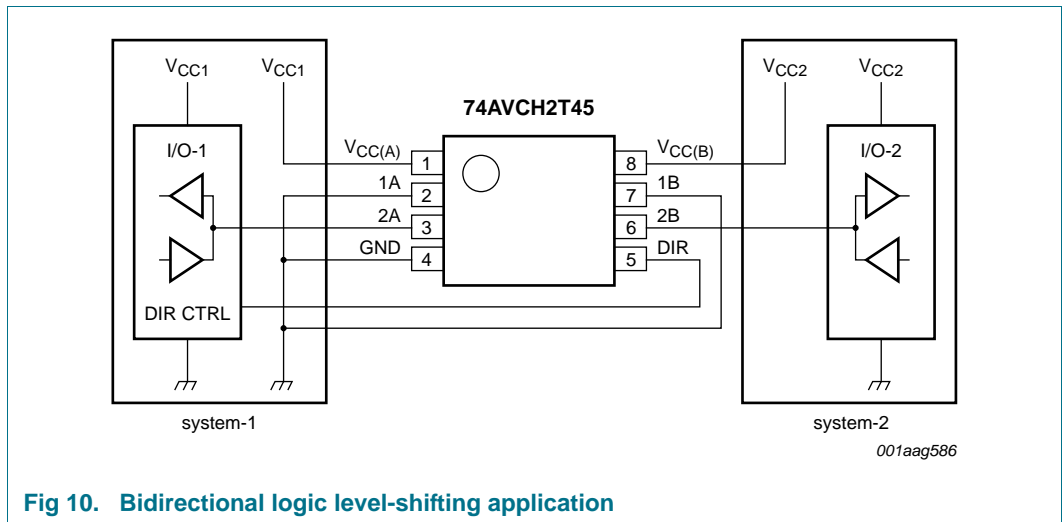 VCC1 VCC1 VCC2 VCC2
74AVCH2T45
I/O-1 VCC(A) 1 8 VCC(B) I/O-2
1A 2 7 1B
2A 3 6 2B
GND 4 5 DIR
DIR CTRL
system-1 system-2
001aag586
Fig 10. Bidirectional logic level-shifting application